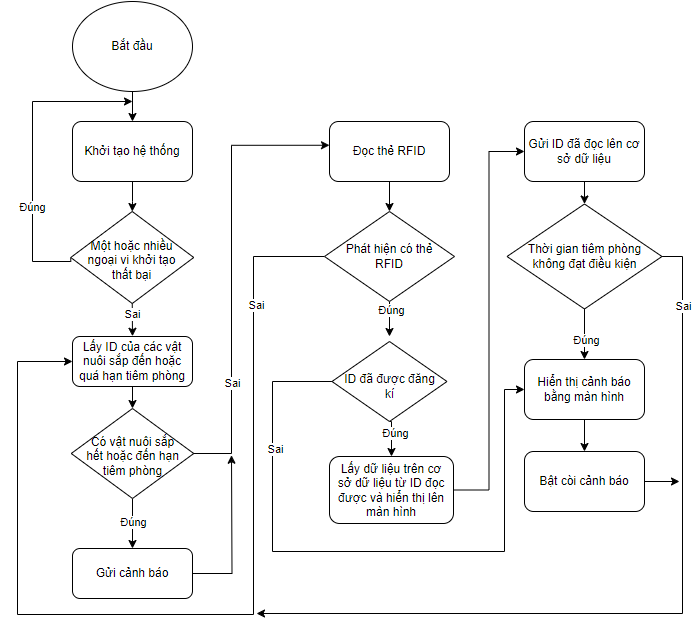 Bắt đầu
Khởi tạo hệ thống
Đúng
Một hoặc nhiều
ngoại vi khởi tạo
thất bại
Sai
Lấy ID của các vật
nuôi sắp đến hoặc
quá hạn tiêm phòng
Có vật nuôi sắp
hết hoặc đến hạn
tiêm phòng
Sai
Đúng
Gửi cảnh báo
Đọc thẻ RFID
Phát hiện có thẻ
RFID
Sai
Đúng
ID đã được đăng
kí
Sai
Đúng
Lấy dữ liệu trên cơ
sở dữ liệu từ ID đọc
được và hiển thị lên
màn hình
Gửi ID đã đọc lên cơ
sở dữ liệu
Thời gian tiêm phòng
không đạt điều kiện
Sai
Đúng
Hiển thị cảnh báo
bằng màn hình
Bật còi cảnh báo